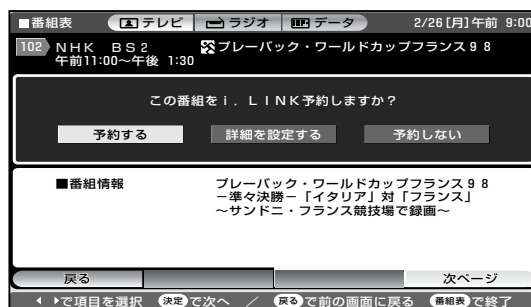 ■番組表 テレビ ラジオ データ 2/26[月]午前 9:00
102 NHK BS2 プレーバック・ワールドカップフランス98
午前11:00~午後 1:30
この番組をi.LINK予約しますか?
予約する 詳細を設定する 予約しない
■番組情報 プレーバック・ワールドカップフランス98
-準々決勝-「イタリア」対「フランス」
~サンドニ・フランス競技場で録画~
戻る 次ページ
で項目を選択 決定で次へ / 戻るで前の画面に戻る 番組表で終了